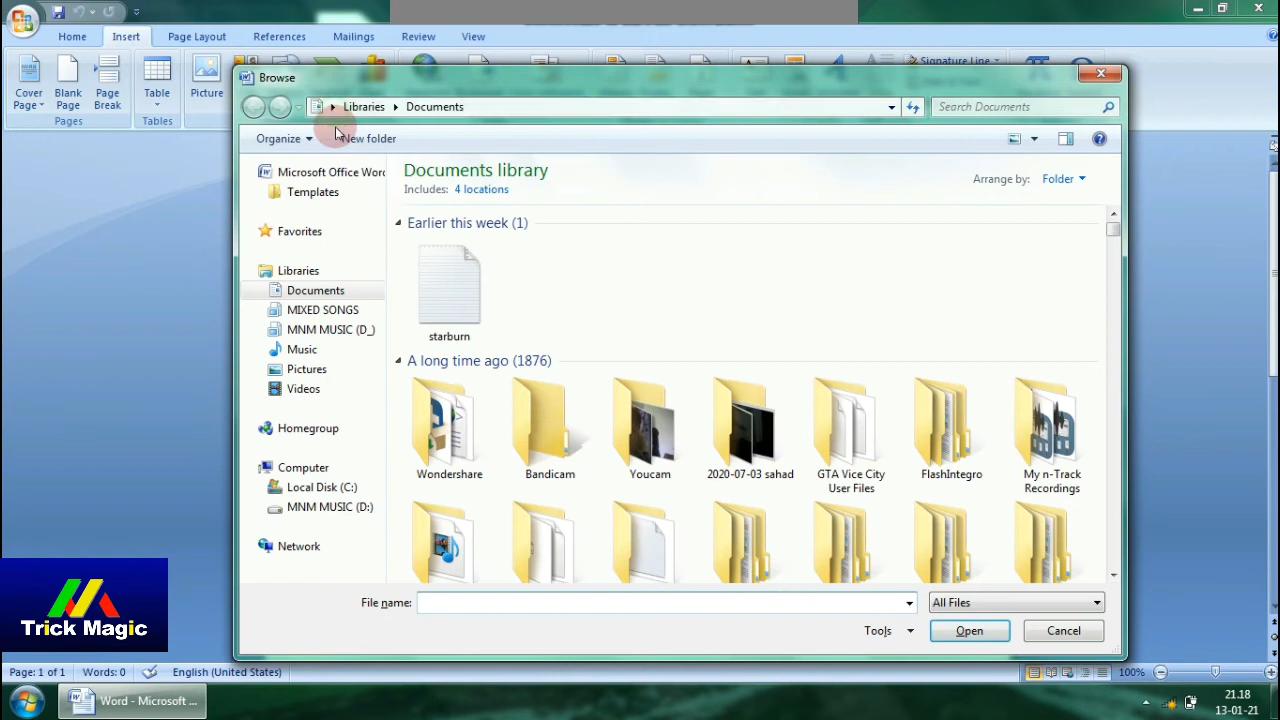 Home Insert Page Layout References Mailings Review View
Cover Page Blank Page Page Break Table Picture Signature Line
Pages Tables
Browse
Libraries Documents Search Documents
Organize New folder
Microsoft Office Word
Templates
Favorites
Libraries
Documents
MIXED SONGS
MNM MUSIC (D_)
Music
Pictures
Videos
Homegroup
Computer
Local Disk (C:)
MNM MUSIC (D:)
Network
Documents library
Includes: 4 locations
Arrange by: Folder
Earlier this week (1)
starburn
A long time ago (1876)
Wondershare Bandicam Youcam 2020-07-03 sahad GTA Vice City User Files FlashIntegro My n-Track Recordings
File name: All Files
Tools Open Cancel
Trick Magic
Page: 1 of 1 Words: 0 English (United States) 100%
Word - Microsoft ... 21.18
13-01-21